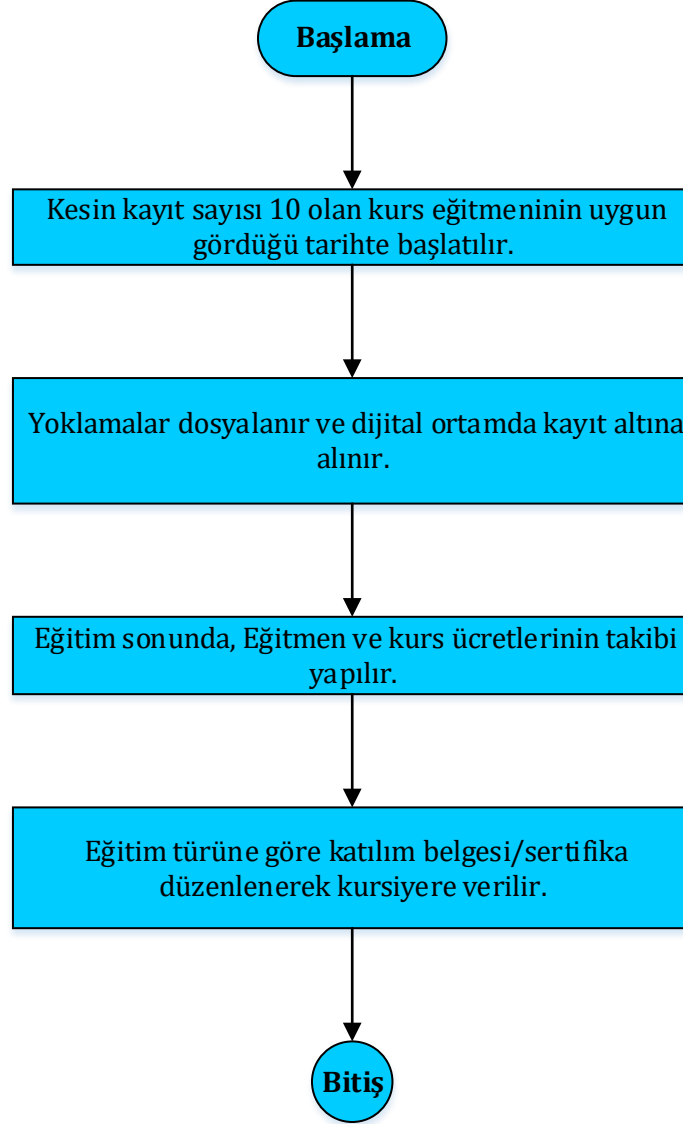 Başlama
Kesin kayıt sayısı 10 olan kurs eğitmeninin uygun
gördüğü tarihte başlatılır.
Yoklamalar dosyalanır ve dijital ortamda kayıt altına
alınır.
Eğitim sonunda, Eğitmen ve kurs ücretlerinin takibi
yapılır.
Eğitim türüne göre katılım belgesi/sertifika
düzenlenerek kursiyere verilir.
Bitiş